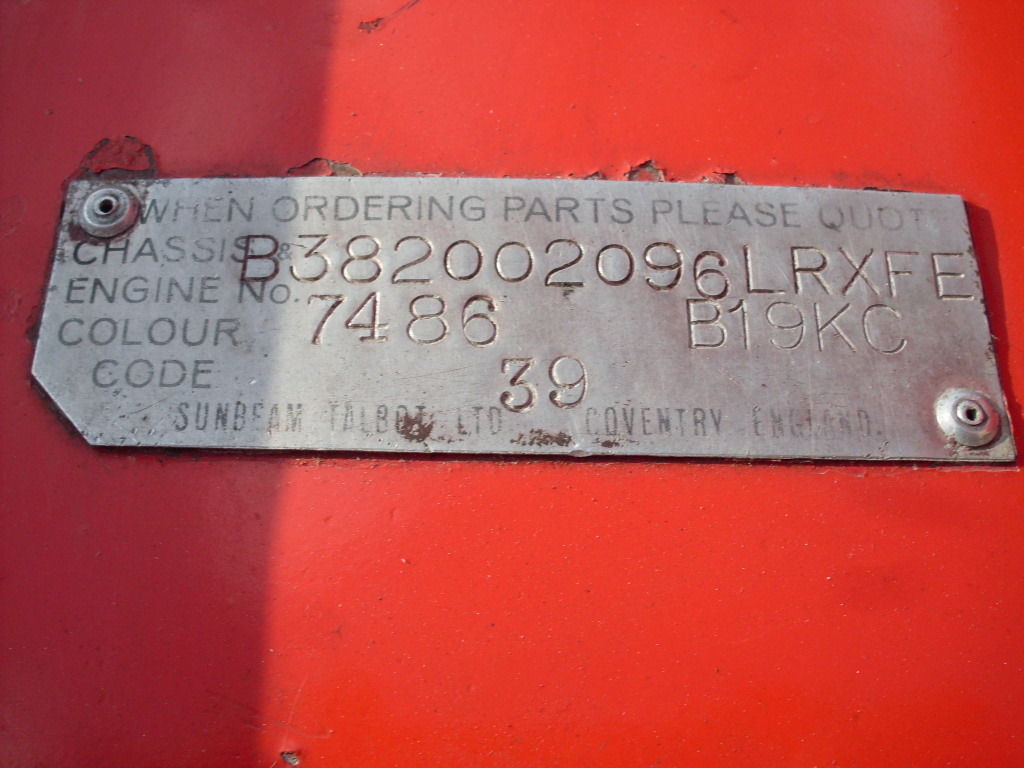 WHEN ORDERING PARTS PLEASE QUOTE
CHASSIS & B382002096LRXFE
ENGINE No. 7486 B19KC
COLOUR
CODE 39
SUNBEAM TALBOT LTD COVENTRY ENGLAND.